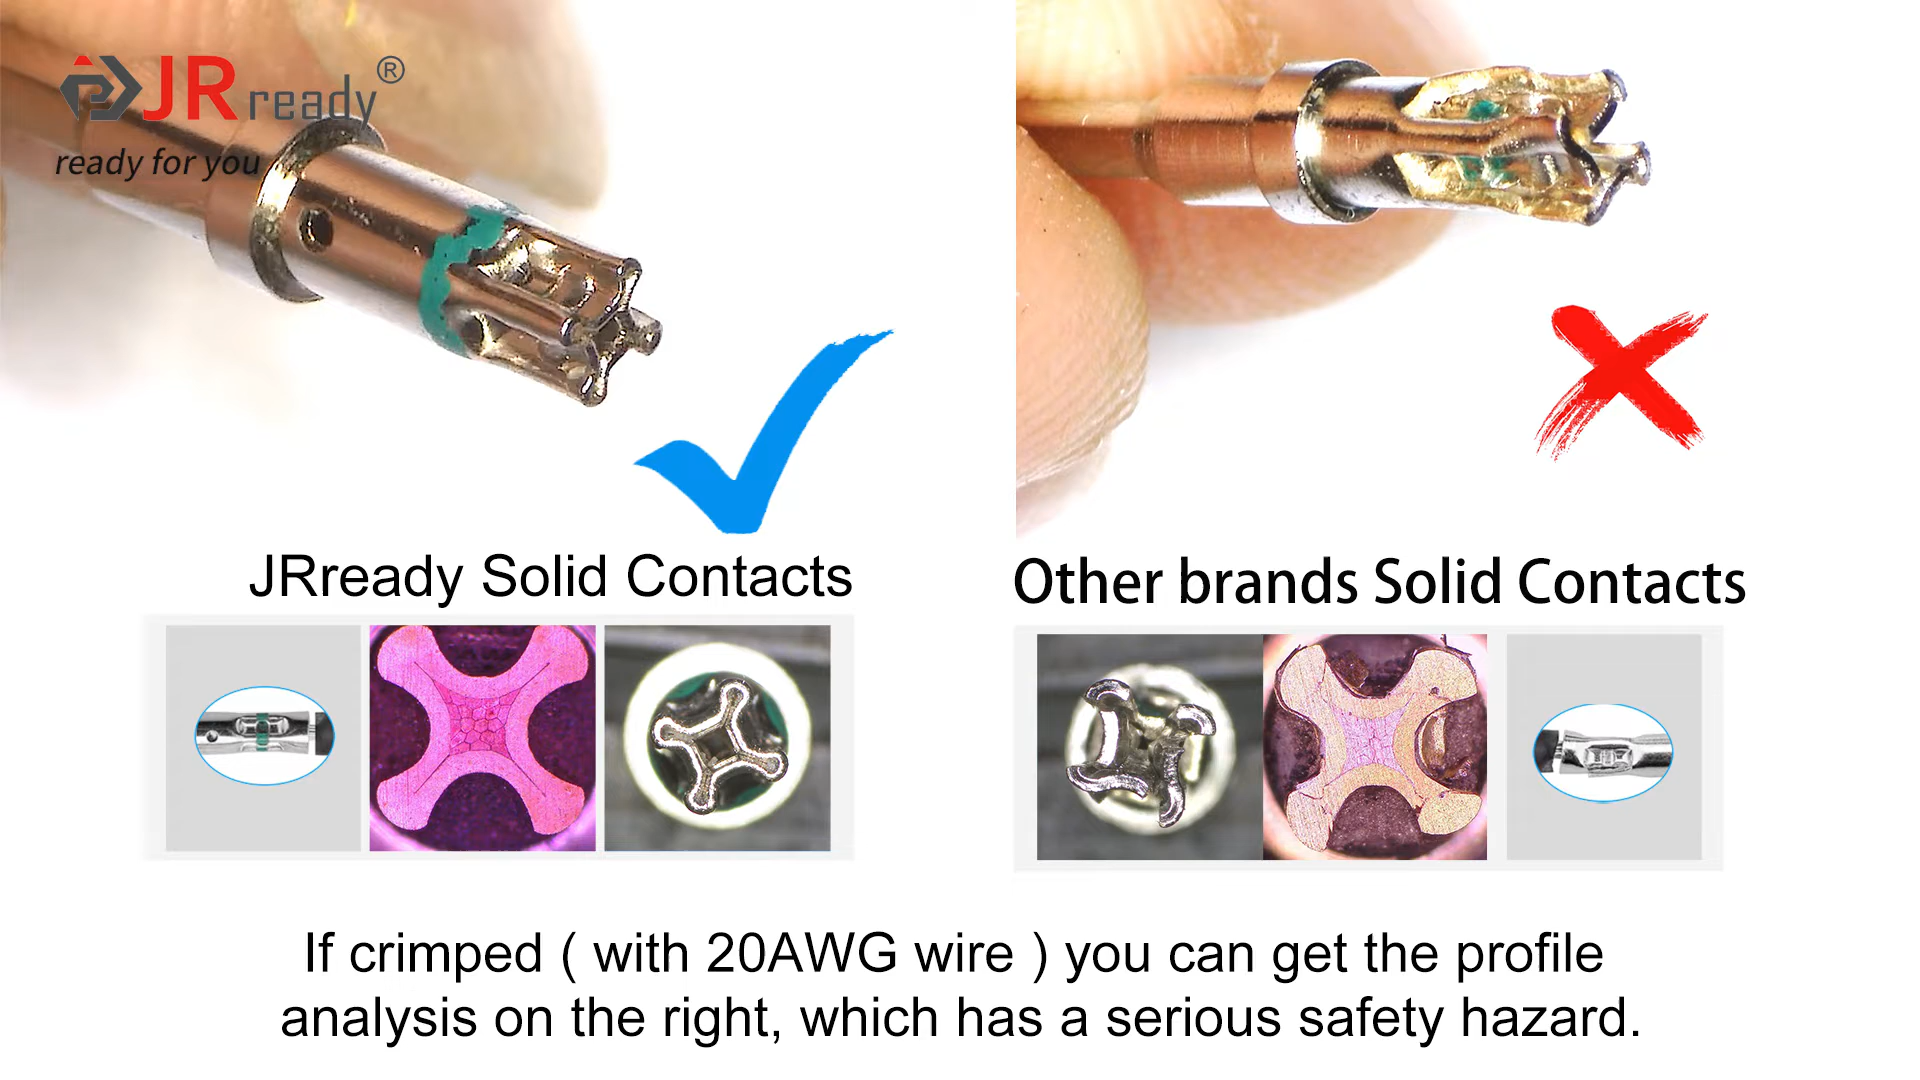 JRready®
ready for you
JRready Solid Contacts
Other brands Solid Contacts
If crimped ( with 20AWG wire ) you can get the profile
analysis on the right, which has a serious safety hazard.